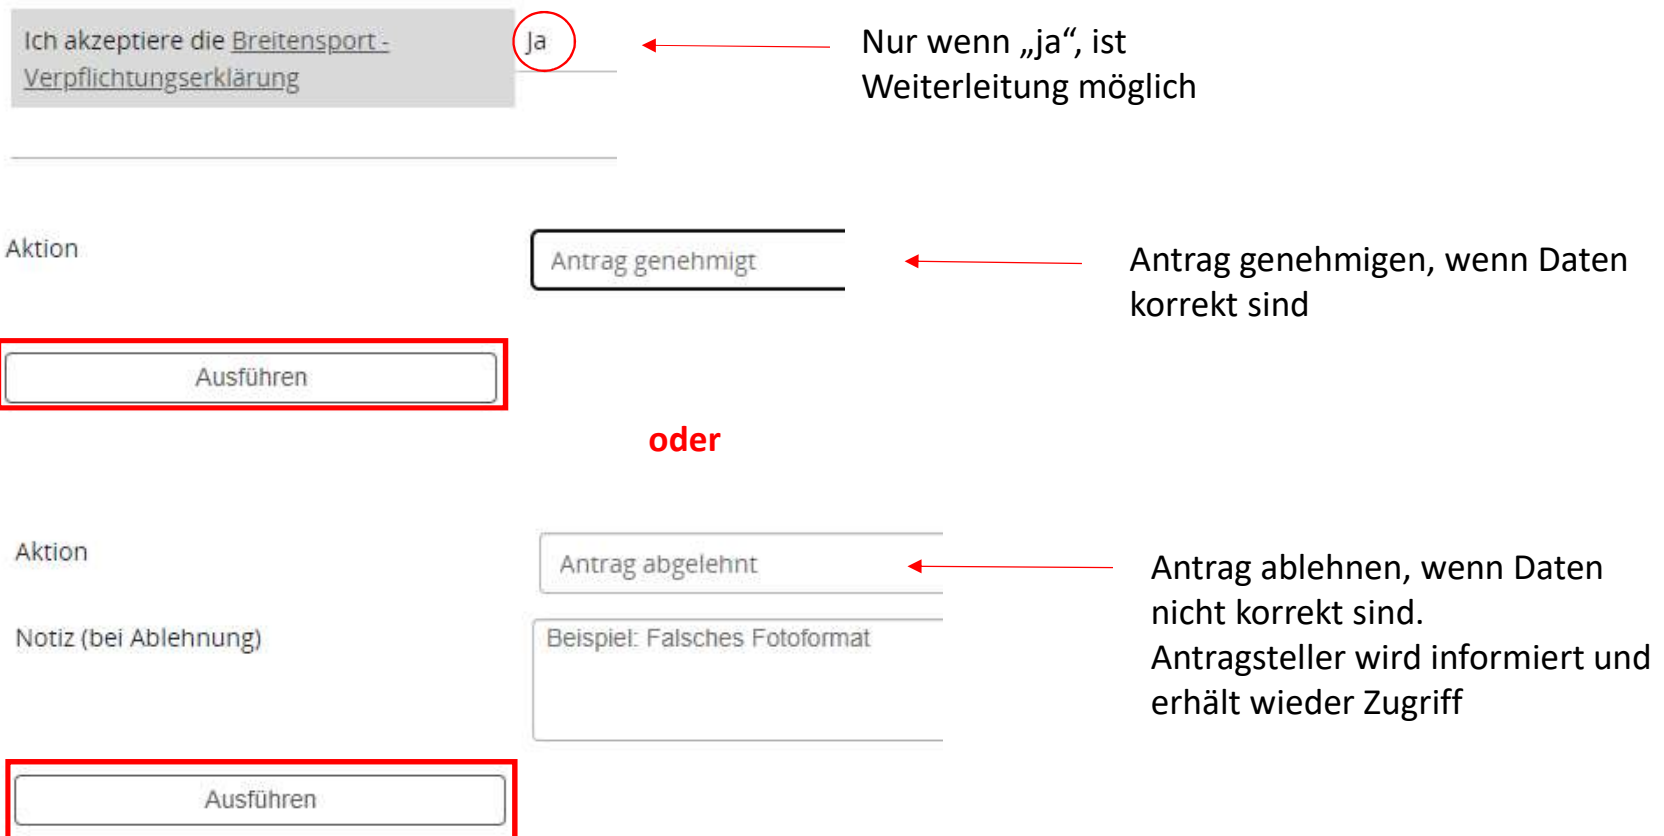 Ich akzeptiere die Breitensport -
Verpflichtungserklärung
Ja
Nur wenn „ja“, ist
Weiterleitung möglich
Aktion
Antrag genehmigt
Antrag genehmigen, wenn Daten
korrekt sind
Ausführen
oder
Aktion
Antrag abgelehnt
Antrag ablehnen, wenn Daten
nicht korrekt sind.
Antragsteller wird informiert und
erhält wieder Zugriff
Notiz (bei Ablehnung)
Beispiel: Falsches Fotoformat
Ausführen